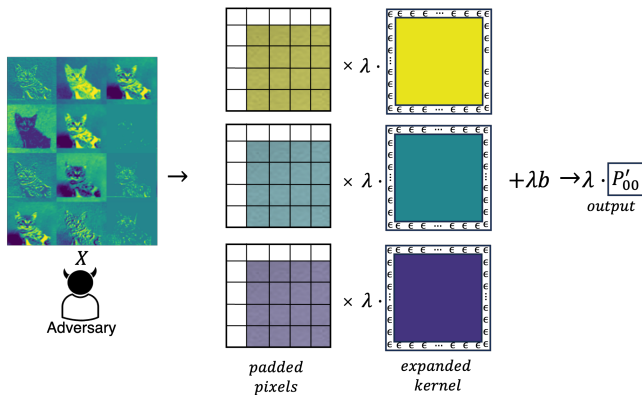 × λ ·
ϵ ϵ ϵ ϵ ··· ϵ ϵ ϵ
× λ ·
ϵ ϵ ϵ ϵ ··· ϵ ϵ ϵ
+λb → λ · P′₀₀
output
→
× λ ·
ϵ ϵ ϵ ϵ ··· ϵ ϵ ϵ
X
Adversary
padded
pixels
expanded
kernel